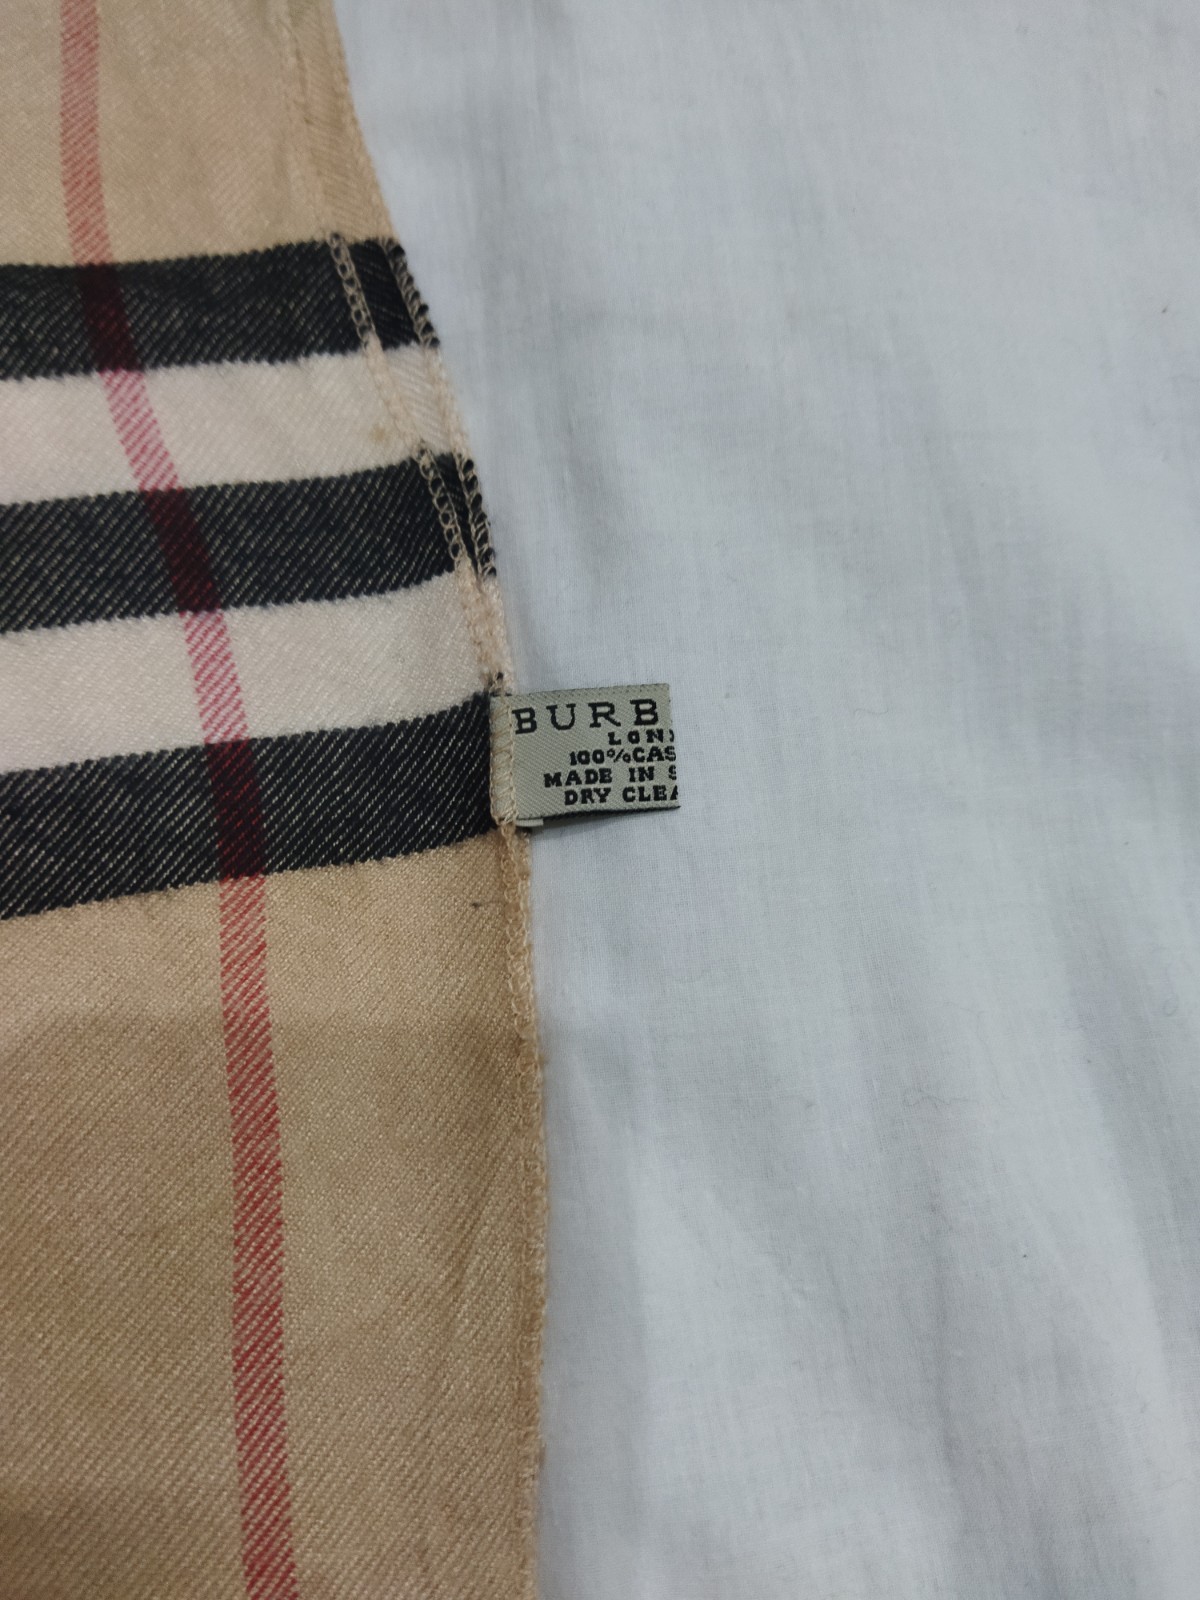 BURB
LON
100%CAS
MADE IN S
DRY CLEA